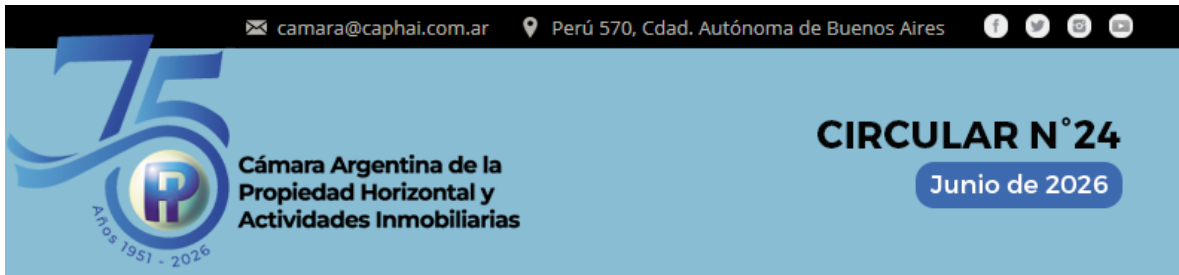 camara@caphai.com.ar Perú 570, Cdad. Autónoma de Buenos Aires
75
PH
Años 1951 - 2026
Cámara Argentina de la
Propiedad Horizontal y
Actividades Inmobiliarias
CIRCULAR N°24
Junio de 2026